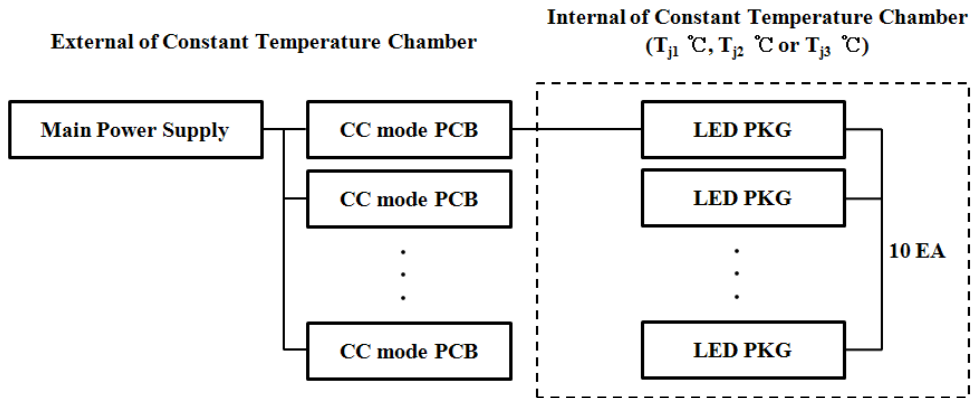 External of Constant Temperature Chamber
Internal of Constant Temperature Chamber
(Tj1 ℃, Tj2 ℃ or Tj3 ℃)
Main Power Supply
CC mode PCB
LED PKG
CC mode PCB
LED PKG
10 EA
CC mode PCB
LED PKG